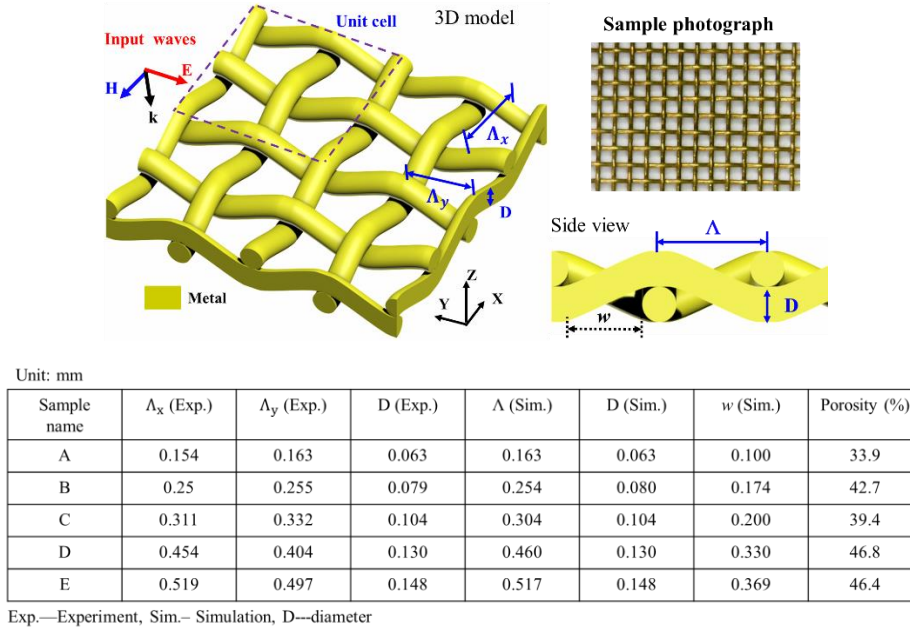 3D model
Sample photograph
Input waves
Unit cell
E
H
k
Λx
Λy
D
Metal
Z
Y
X
Side view
Λ
D
w
Unit: mm
Sample name Λx (Exp.) Λy (Exp.) D (Exp.) Λ (Sim.) D (Sim.) w (Sim.) Porosity (%)
A 0.154 0.163 0.063 0.163 0.063 0.100 33.9
B 0.25 0.255 0.079 0.254 0.080 0.174 42.7
C 0.311 0.332 0.104 0.304 0.104 0.200 39.4
D 0.454 0.404 0.130 0.460 0.130 0.330 46.8
E 0.519 0.497 0.148 0.517 0.148 0.369 46.4
Exp.—Experiment, Sim.– Simulation, D---diameter